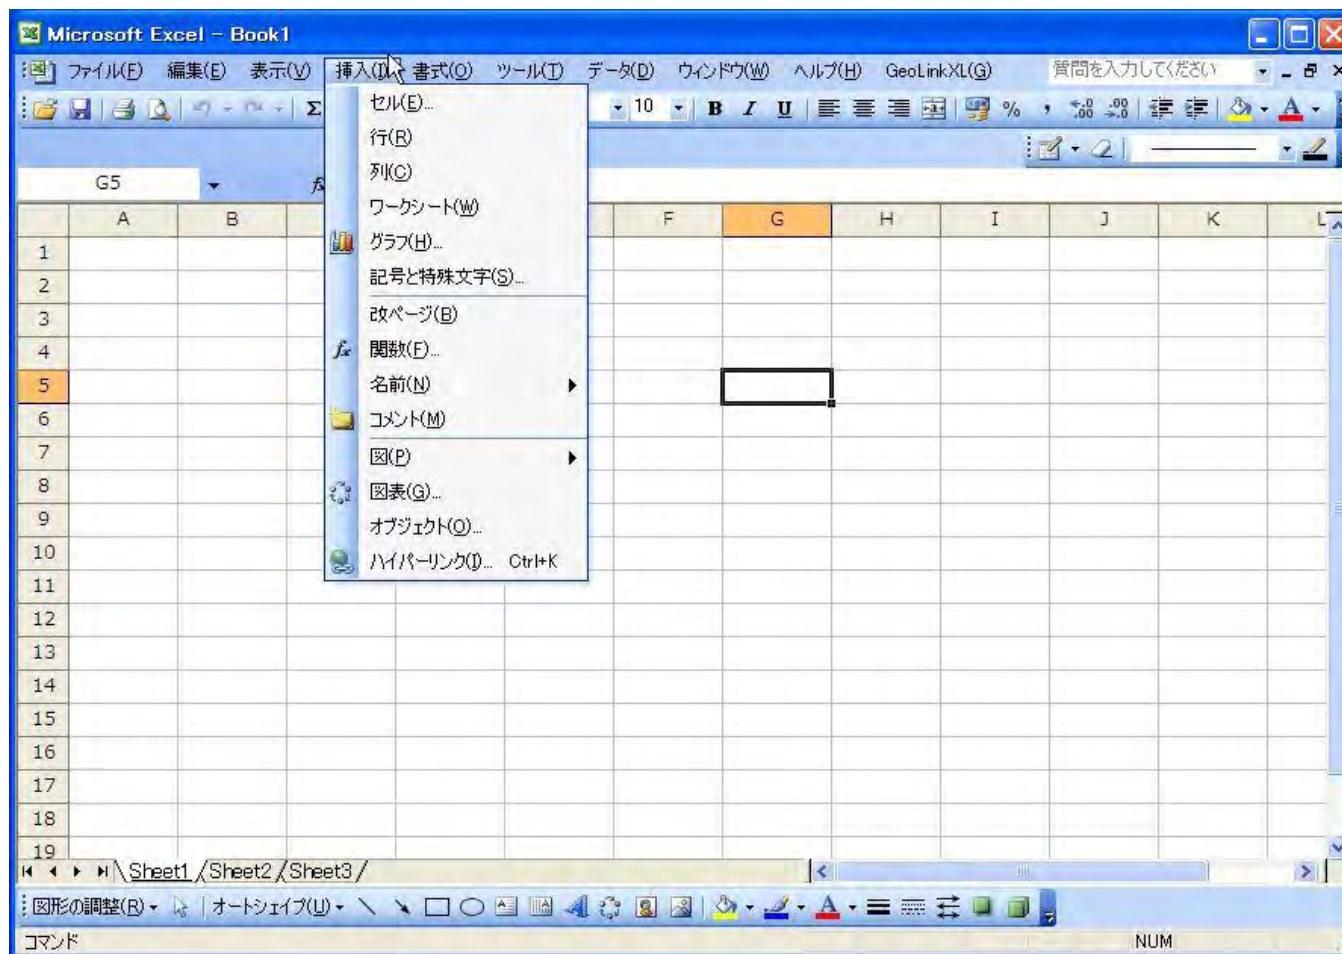 Microsoft Excel - Book1
ファイル(F) 編集(E) 表示(V) 挿入(I) 書式(O) ツール(T) データ(D) ウィンドウ(W) ヘルプ(H) GeoLinkXL(G) 質問を入力してください
Σ 10 B I U % , .00 .00
G5 fx
A B F G H I J K L
セル(E)...
行(R)
列(C)
ワークシート(W)
グラフ(H)...
記号と特殊文字(S)...
改ページ(B)
fx 関数(F)...
名前(N)
コメント(M)
図(P)
図表(G)...
オブジェクト(O)...
ハイパーリンク(I)... Ctrl+K
1
2
3
4
5
6
7
8
9
10
11
12
13
14
15
16
17
18
19
Sheet1 Sheet2 Sheet3
図形の調整(R) オートシェイプ(U) A
コマンド NUM